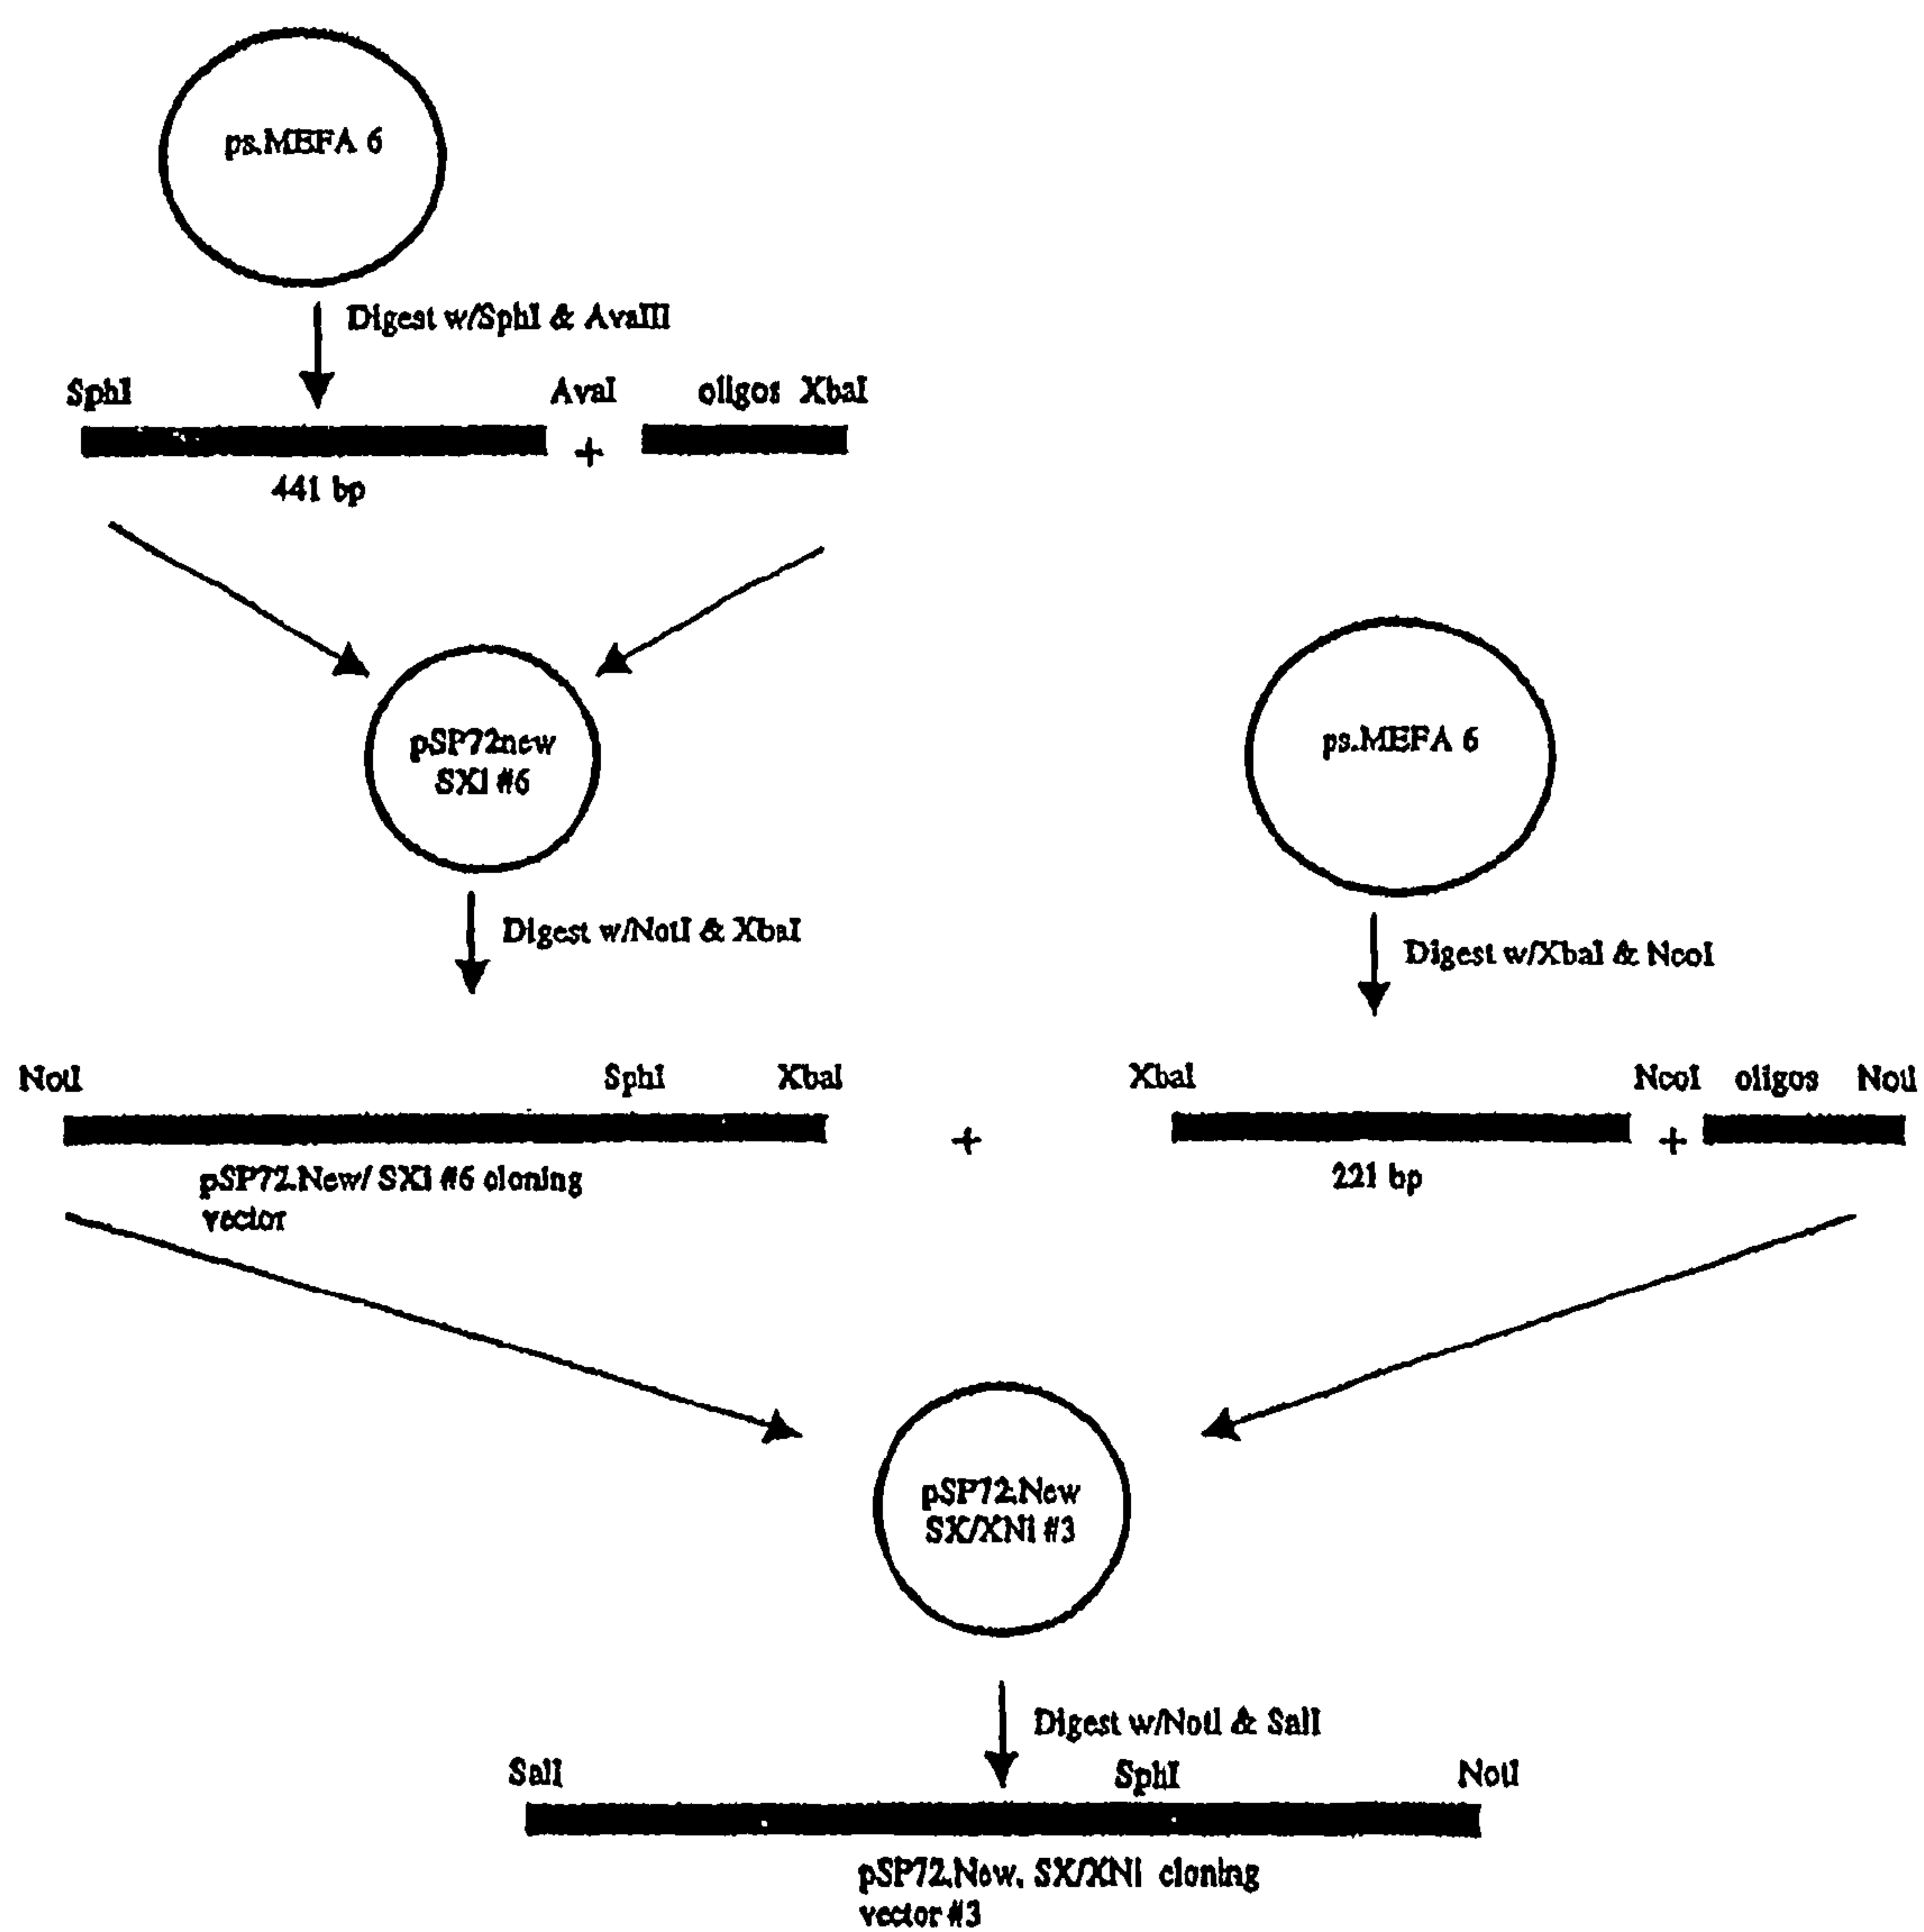 ps.MEFA 6
Digest w/SphI & AvaIII
SphI
AvaI
oligos XbaI
+
441 bp
pSP72new
SXi #6
ps.MEFA 6
Digest w/NotI & XbaI
Digest w/XbaI & NcoI
NotI
SphI
XbaI
XbaI
NcoI
oligos
NotI
+
+
pSP72.New/ SXi #6 cloning
vector
221 bp
pSP72.New
SX/XNi #3
Digest w/NotI & SalI
SalI
SphI
NotI
pSP72.New. SX/XNi cloning
vector #3